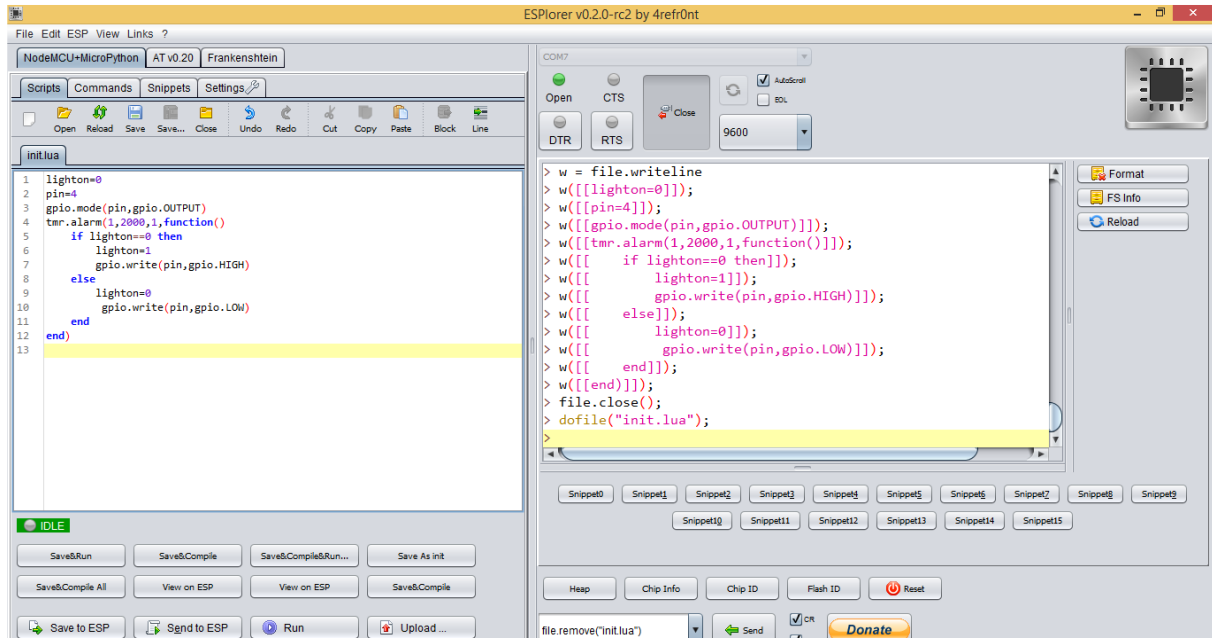 ESPlorer v0.2.0-rc2 by 4refr0nt
File Edit ESP View Links ?
NodeMCU+MicroPython AT v0.20 Frankenshtein
Scripts Commands Snippets Settings
Open Reload Save Save... Close Undo Redo Cut Copy Paste Block Line
init.lua
1 lighton=0
2 pin=4
3 gpio.mode(pin,gpio.OUTPUT)
4 tmr.alarm(1,2000,1,function()
5     if lighton==0 then
6         lighton=1
7         gpio.write(pin,gpio.HIGH)
8     else
9         lighton=0
10          gpio.write(pin,gpio.LOW)
11     end
12 end)
13
IDLE
Save&Run Save&Compile Save&Compile&Run... Save As init
Save&Compile All View on ESP View on ESP Save&Compile
Save to ESP Send to ESP Run Upload ...
COM7
Open CTS Close AutoScroll
EOL
DTR RTS 9600
> w = file.writeline
> w([[lighton=0]]);
> w([[pin=4]]);
> w([[gpio.mode(pin,gpio.OUTPUT)]]);
> w([[tmr.alarm(1,2000,1,function()]]);
> w([[    if lighton==0 then]]);
> w([[        lighton=1]]);
> w([[        gpio.write(pin,gpio.HIGH)]]);
> w([[    else]]);
> w([[        lighton=0]]);
> w([[         gpio.write(pin,gpio.LOW)]]);
> w([[    end]]);
> w([[end)]]);
> file.close();
> dofile("init.lua");
>
Format
FS Info
Reload
Snippet0 Snippet1 Snippet2 Snippet3 Snippet4 Snippet5 Snippet6 Snippet7 Snippet8 Snippet9
Snippet10 Snippet11 Snippet12 Snippet13 Snippet14 Snippet15
Heap Chip Info Chip ID Flash ID Reset
file.remove("init.lua") Send CR Donate